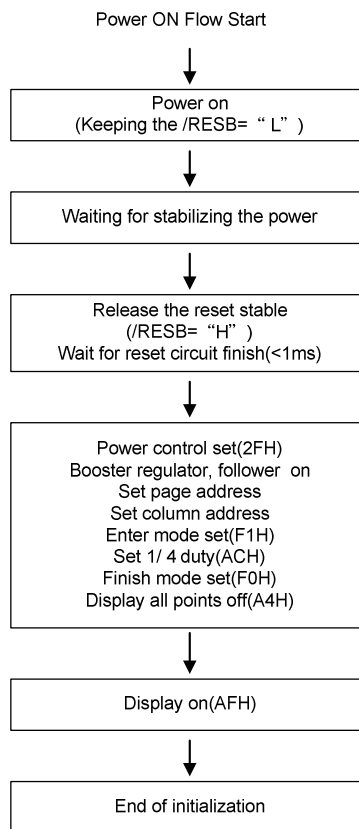 Power ON Flow Start
Power on
(Keeping the /RESB= “ L” )
Waiting for stabilizing the power
Release the reset stable
(/RESB= “H” )
Wait for reset circuit finish(<1ms)
Power control set(2FH)
Booster regulator, follower on
Set page address
Set column address
Enter mode set(F1H)
Set 1/ 4 duty(ACH)
Finish mode set(F0H)
Display all points off(A4H)
Display on(AFH)
End of initialization